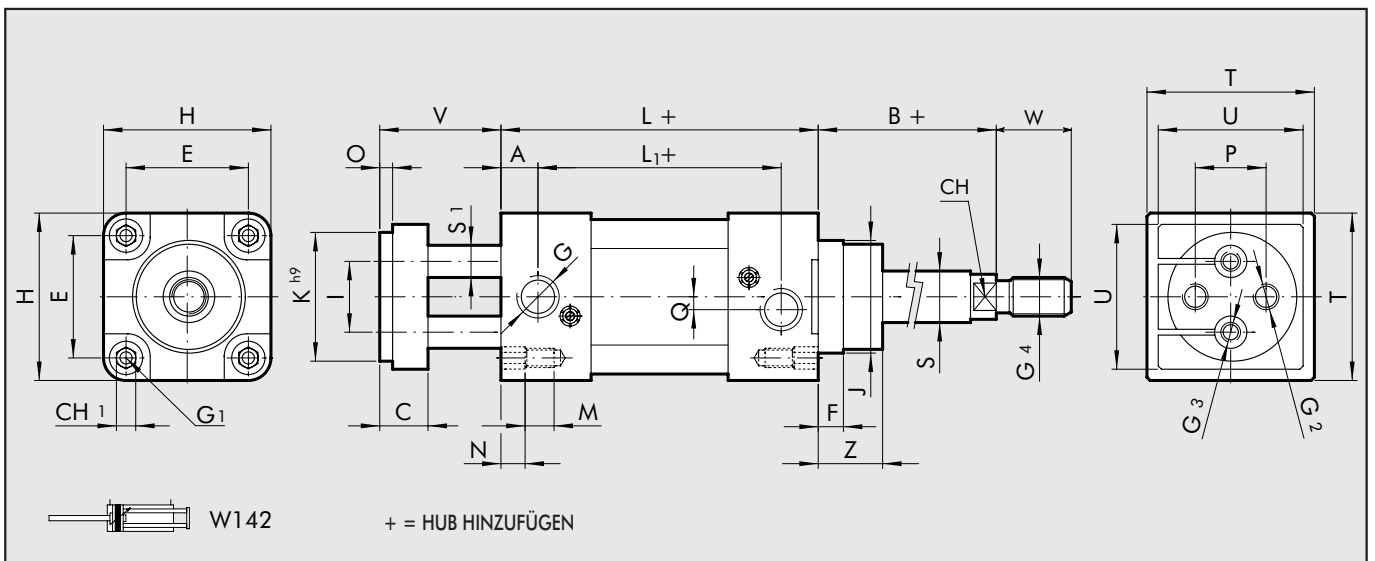 H
E
H
E
CH 1
G1
V
L +
B +
W
O
A
L1+
CH
S 1
G
K h9
I
Q
J
S
G 4
C
M
N
F
Z
T
U
P
U
T
G 3
G 2
W142
+ = HUB HINZUFÜGEN